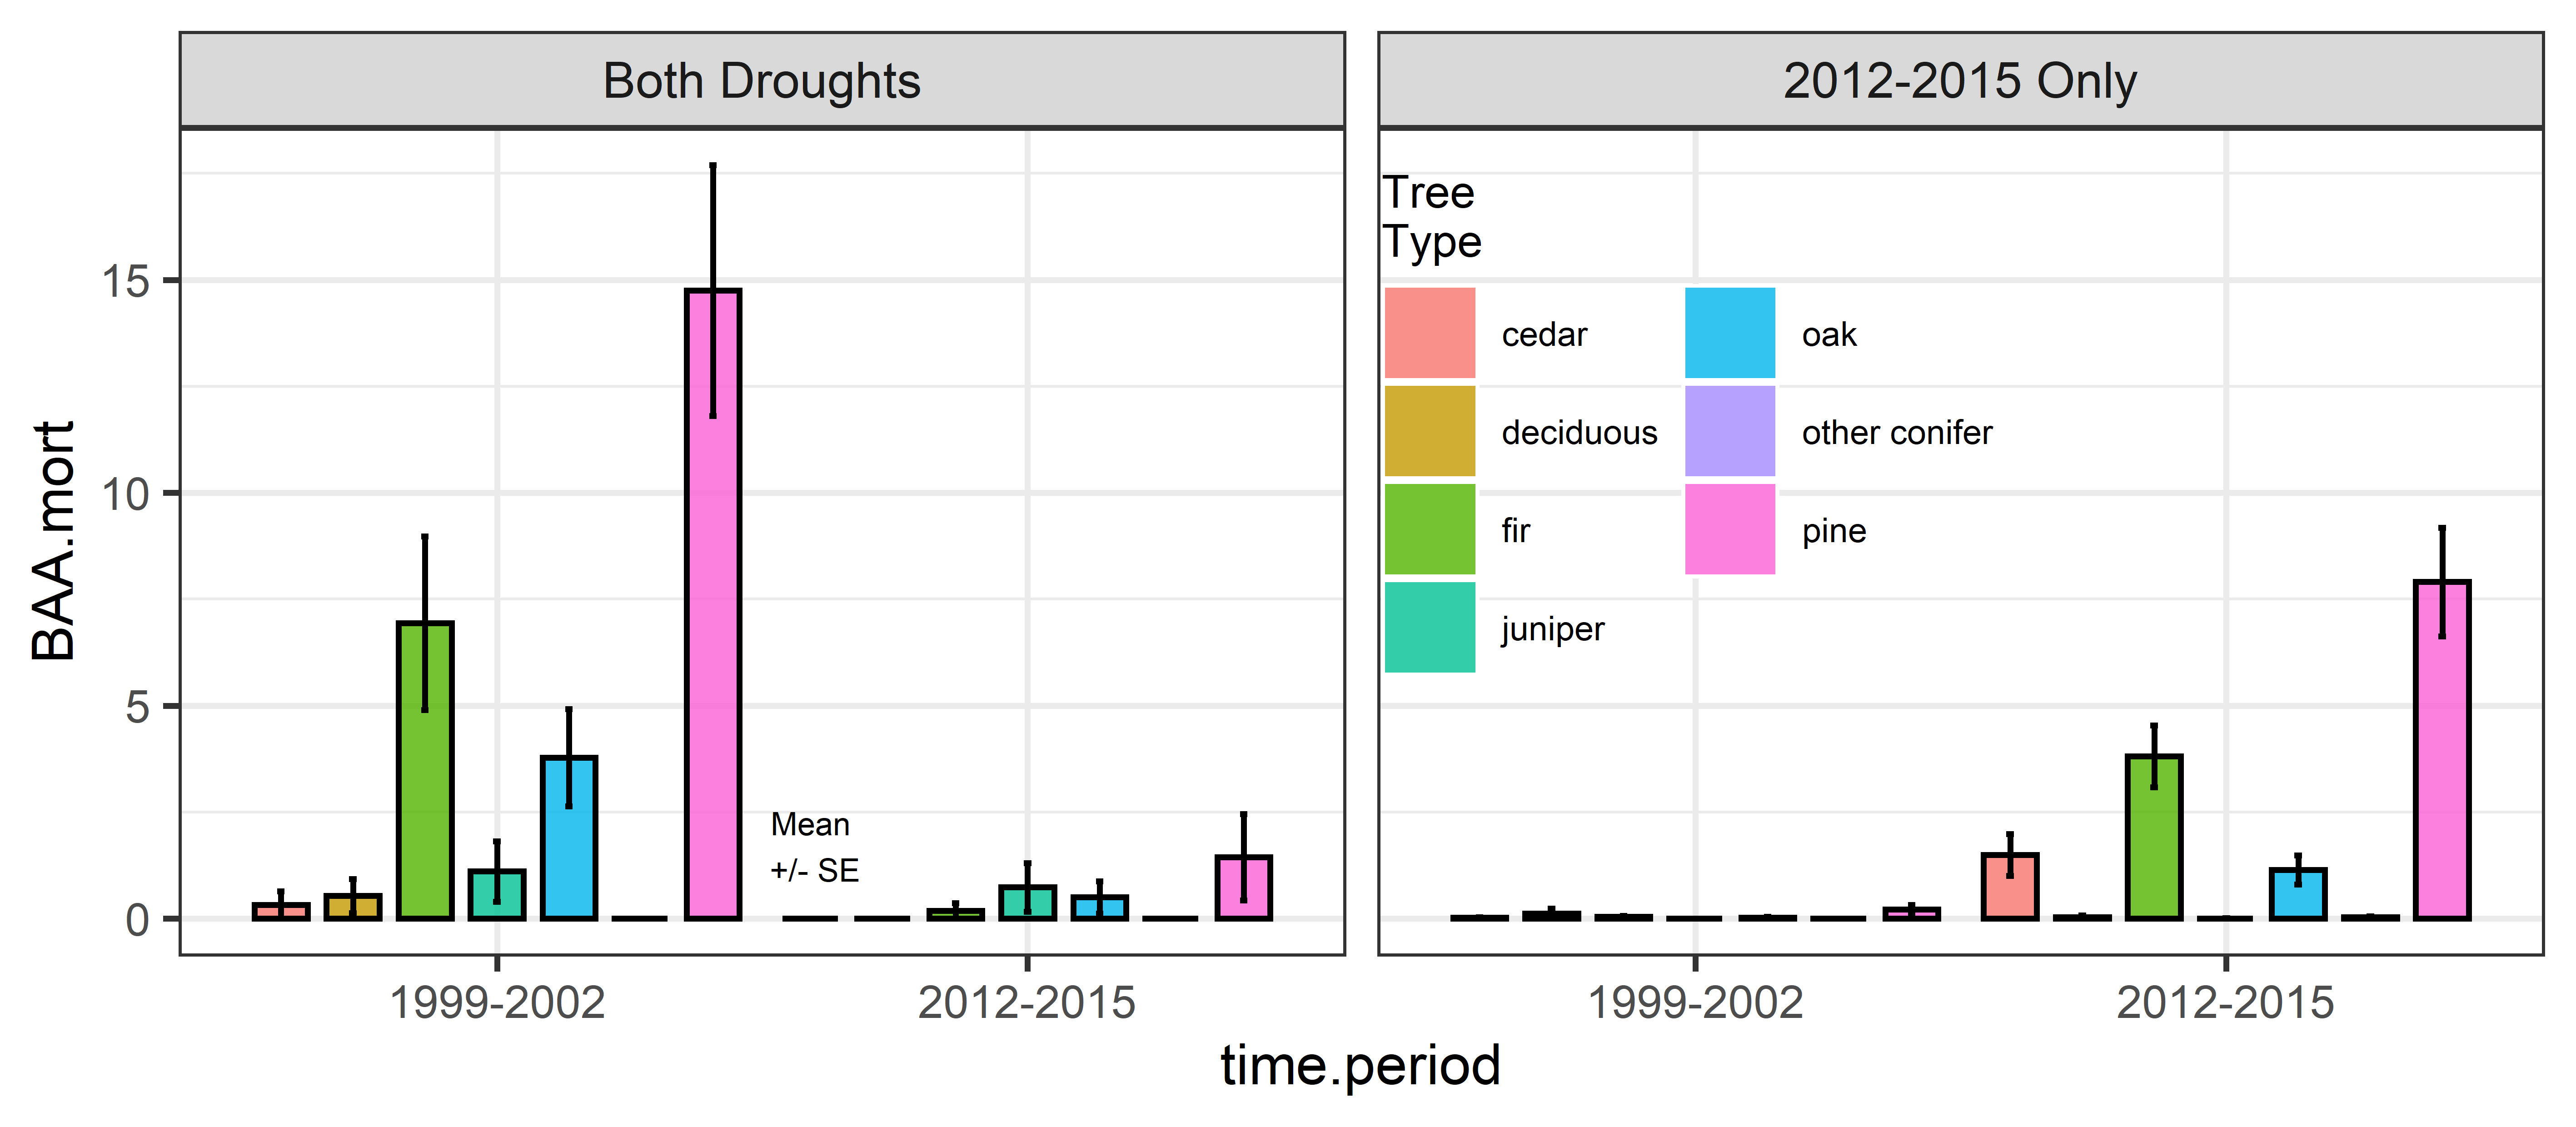 Both Droughts
2012-2015 Only
BAA.mort
15
10
5
0
Mean
+/- SE
Tree
Type
cedar
deciduous
fir
juniper
oak
other conifer
pine
1999-2002
2012-2015
1999-2002
2012-2015
time.period